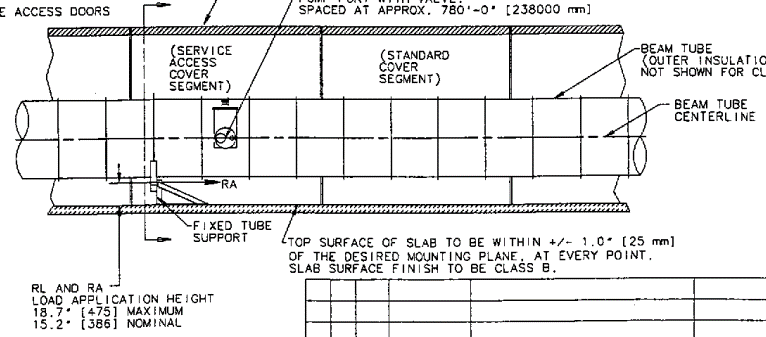 E ACCESS DOORS
SPACED AT APPROX. 780'-0" [238000 mm]
(SERVICE
ACCESS
COVER
SEGMENT)
(STANDARD
COVER
SEGMENT)
BEAM TUBE
(OUTER INSULATIO
NOT SHOWN FOR CL
BEAM TUBE
CENTERLINE
RA
FIXED TUBE
SUPPORT
TOP SURFACE OF SLAB TO BE WITHIN +/- 1.0" [25 mm]
OF THE DESIRED MOUNTING PLANE, AT EVERY POINT.
SLAB SURFACE FINISH TO BE CLASS B.
RL AND RA
LOAD APPLICATION HEIGHT
18.7" [475] MAXIMUM
15.2" [386] NOMINAL